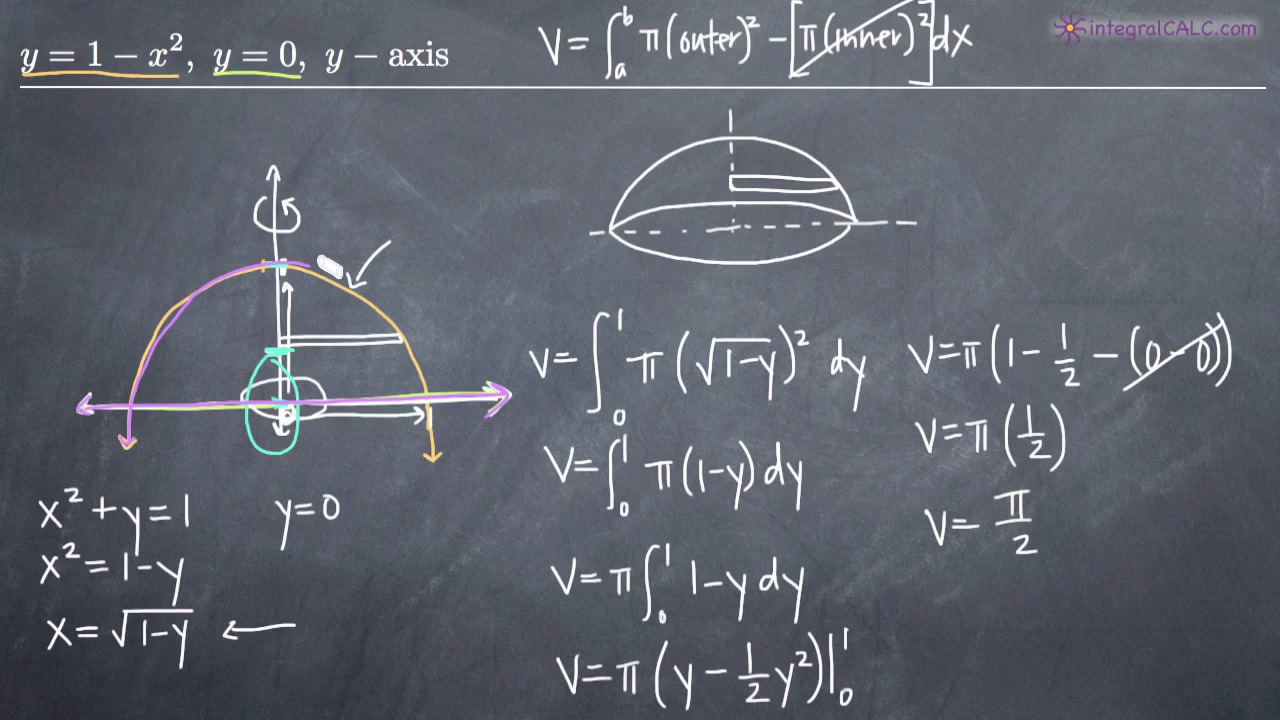 y = 1 − x², y = 0, y − axis
V = ∫ₐᵇ π(outer)² − [π(inner)²]dx
integralCALC.com
x² + y = 1
y = 0
x² = 1 − y
x = √(1−y)
V = ∫₀¹ π(√(1−y))² dy
V = ∫₀¹ π(1−y) dy
V = π∫₀¹ 1 − y dy
V = π(y − 1/2 y²)|₀¹
V = π(1 − 1/2 − (0 − 0))
V = π(1/2)
V = π/2